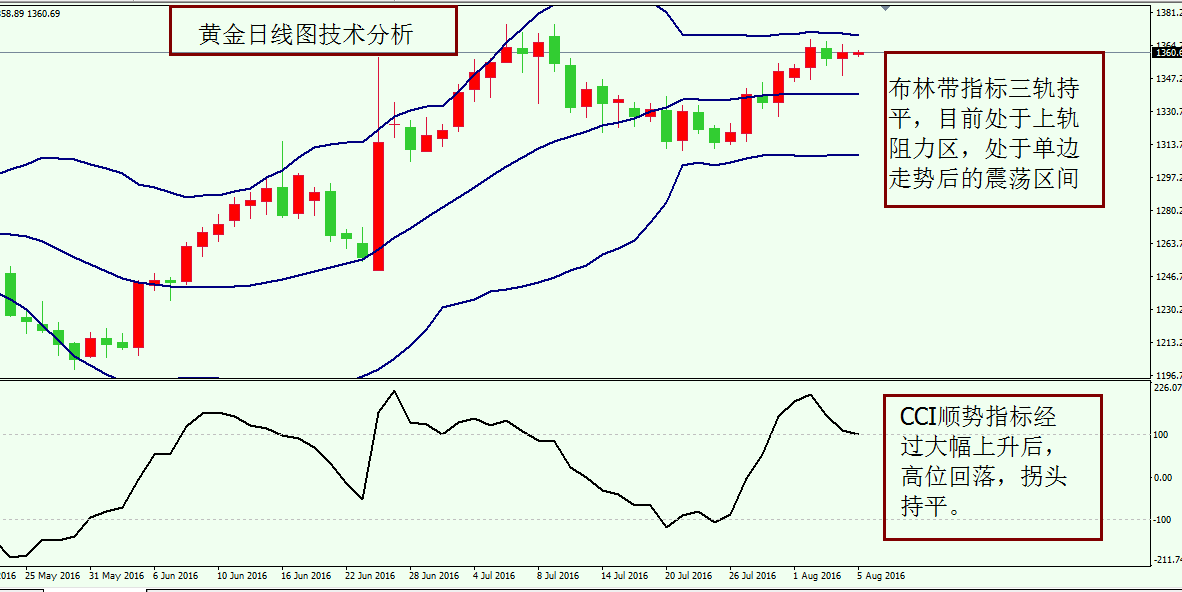 1360.69
黄金日线图技术分析
1381.2
1360.6
布林带指标三轨持
平，目前处于上轨
阻力区，处于单边
走势后的震荡区间
1347.2
1330.7
1313.7
1297.2
1280.2
1263.7
1246.7
1230.2
1213.2
1196.7
226.07
CCI顺势指标经
过大幅上升后，
高位回落，拐头
持平。
100
0.00
-100
-211.74
2016 25 May 2016 31 May 2016 6 Jun 2016 10 Jun 2016 16 Jun 2016 22 Jun 2016 28 Jun 2016 4 Jul 2016 8 Jul 2016 14 Jul 2016 20 Jul 2016 26 Jul 2016 1 Aug 2016 5 Aug 2016